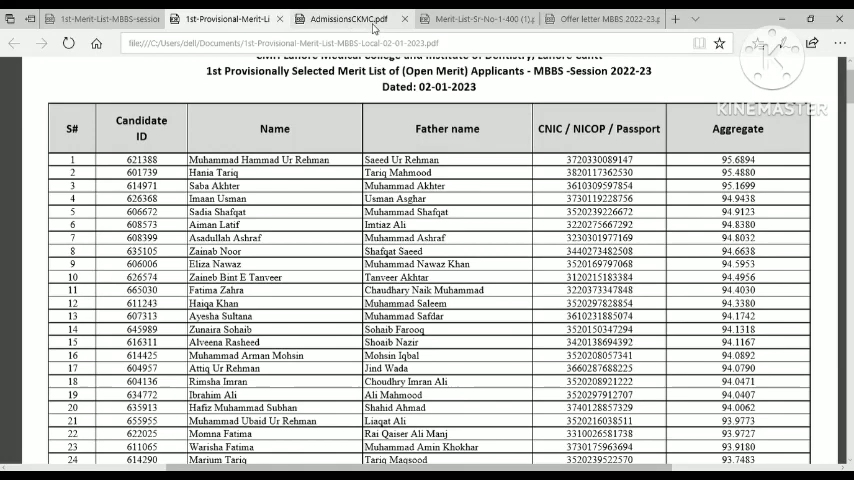 1st-Merit-List-MBBS-session
1st-Provisional-Merit-Li
AdmissionsCKMC.pdf
Merit-List-Sr-No-1-400 (1).p
Offer letter MBBS 2022-23.p
file:///C:/Users/dell/Documents/1st-Provisional-Merit-List-MBBS-Local-02-01-2023.pdf
KINEMASTER
CMH Lahore Medical College and Institute of Dentistry, Lahore Cantt
1st Provisionally Selected Merit List of (Open Merit) Applicants - MBBS -Session 2022-23
Dated: 02-01-2023
S# Candidate ID Name Father name CNIC / NICOP / Passport Aggregate
1 621388 Muhammad Hammad Ur Rehman Saeed Ur Rehman 3720330089147 95.6894
2 601739 Hania Tariq Tariq Mahmood 3820117362530 95.4880
3 614971 Saba Akhter Muhammad Akhter 3610309597854 95.1699
4 626368 Imaan Usman Usman Asghar 3730119228756 94.9438
5 606672 Sadia Shafqat Muhammad Shafqat 3520239226672 94.9123
6 608573 Aiman Latif Imtiaz Ali 3220275667292 94.8380
7 608399 Asadullah Ashraf Muhammad Ashraf 3230301977169 94.8032
8 635105 Zainab Noor Shafqat Saeed 3440273482508 94.6638
9 606006 Eliza Nawaz Muhammad Nawaz Khan 3520169797068 94.5953
10 626574 Zaineb Bint E Tanveer Tanveer Akhtar 3120215183384 94.4956
11 665030 Fatima Zahra Chaudhary Naik Muhammad 3220373347848 94.4030
12 611243 Haiqa Khan Muhammad Saleem 3520297828854 94.3380
13 607313 Ayesha Sultana Muhammad Safdar 3610231885074 94.1742
14 645989 Zunaira Sohaib Sohaib Farooq 3520150347294 94.1318
15 616311 Alveena Rasheed Shoaib Nazir 3420138694392 94.1167
16 614425 Muhammad Arman Mohsin Mohsin Iqbal 3520208057341 94.0892
17 604957 Attiq Ur Rehman Jind Wada 3660287688225 94.0790
18 604136 Rimsha Imran Choudhry Imran Ali 3520208921222 94.0471
19 634772 Ibrahim Ali Ali Mahmood 3520297912707 94.0407
20 635913 Hafiz Muhammad Subhan Shahid Ahmad 3740128857329 94.0062
21 655955 Muhammad Ubaid Ur Rehman Liaqat Ali 3520216038511 93.9773
22 622025 Momna Fatima Rai Qaiser Ali Manj 3310026581738 93.9727
23 611065 Warisha Fatima Muhammad Amin Khokhar 3730175963694 93.9180
24 614290 Marium Tariq Tariq Maqsood 3520239522570 93.7483